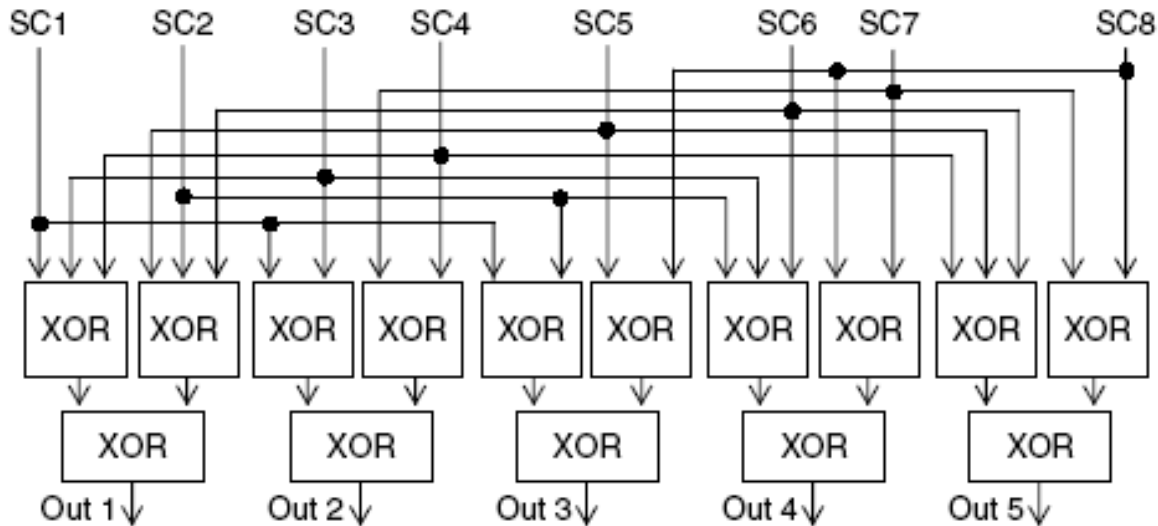 SC1 SC2 SC3 SC4 SC5 SC6 SC7 SC8
XOR XOR XOR XOR XOR XOR XOR XOR XOR XOR
XOR XOR XOR XOR XOR
Out 1 Out 2 Out 3 Out 4 Out 5